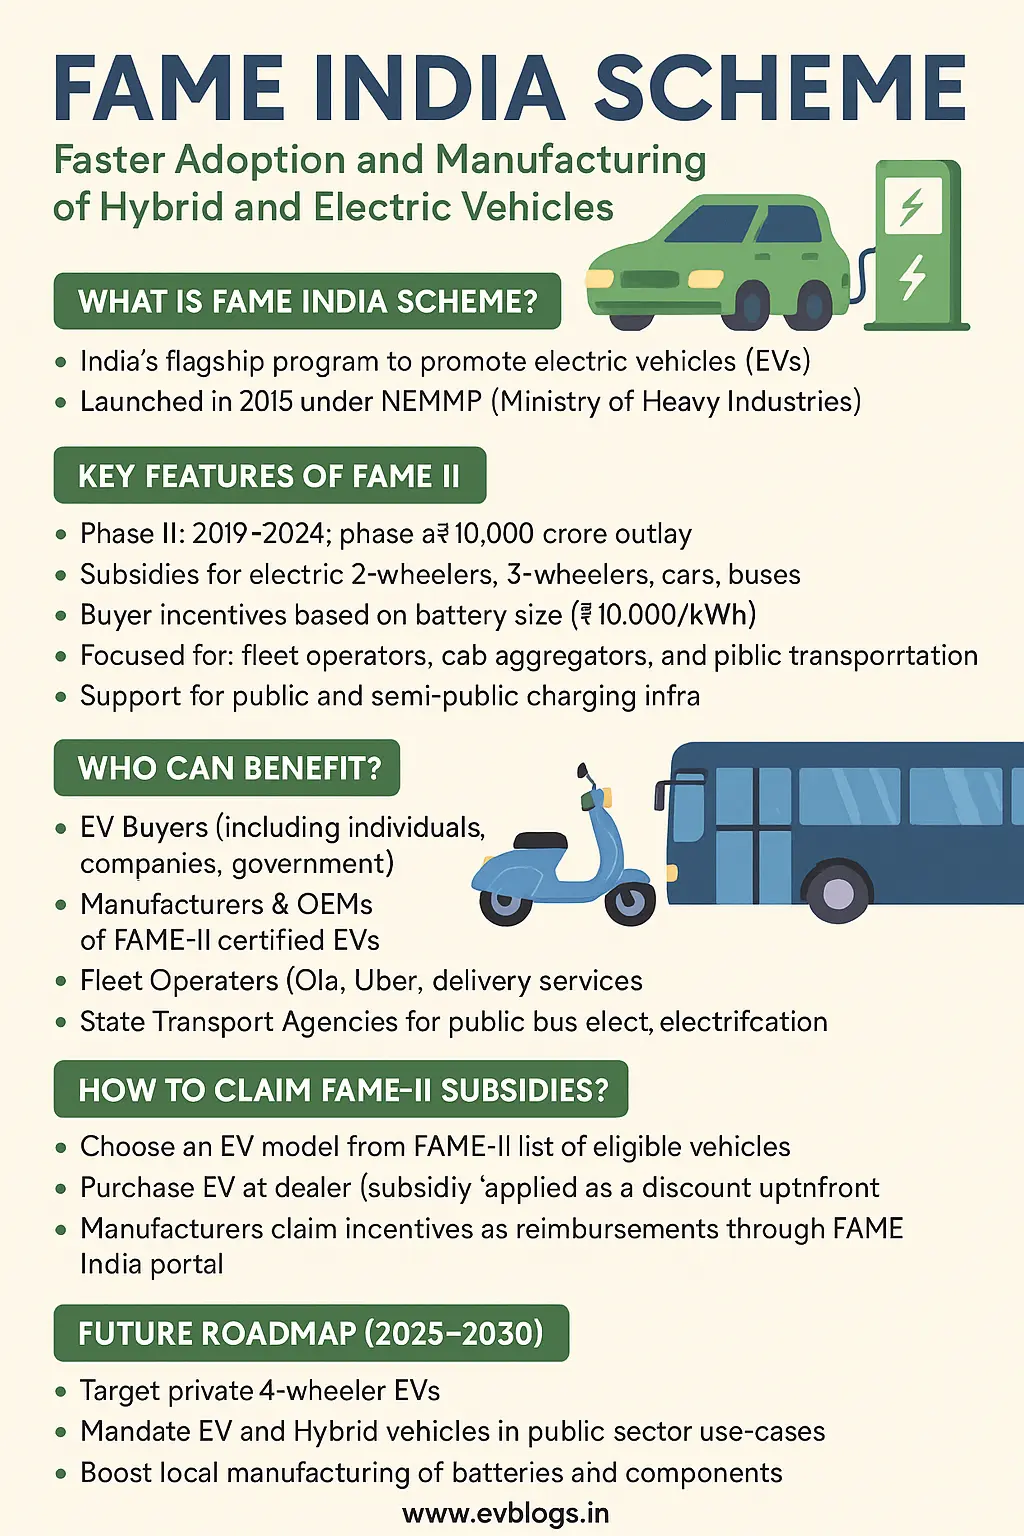 FAME INDIA SCHEME
Faster Adoption and Manufacturing
of Hybrid and Electric Vehicles
WHAT IS FAME INDIA SCHEME?
• India's flagship program to promote electric vehicles (EVs)
• Launched in 2015 under NEMMP (Ministry of Heavy Industries)
KEY FEATURES OF FAME II
• Phase II: 2019-2024; phase a₹10,000 crore outlay
• Subsidies for electric 2-wheelers, 3-wheelers, cars, buses
• Buyer incentives based on battery size (₹10.000/kWh)
• Focused for: fleet operators, cab aggregators, and piblic transporrtation
• Support for public and semi-public charging infra
WHO CAN BENEFIT?
• EV Buyers (including individuals,
companies, government)
• Manufacturers & OEMs
of FAME-II certified EVs
• Fleet Operaters (Ola, Uber, delivery services
• State Transport Agencies for public bus elect, electrifcation
HOW TO CLAIM FAME-II SUBSIDIES?
• Choose an EV model from FAME-II list of eligible vehicles
• Purchase EV at dealer (subsidiy ‘applied as a discount uptnfront
• Manufacturers claim incentives as reimbursements through FAME
India portal
FUTURE ROADMAP (2025–2030)
• Target private 4-wheeler EVs
• Mandate EV and Hybrid vehicles in public sector use-cases
• Boost local manufacturing of batteries and components
www.evblogs.in